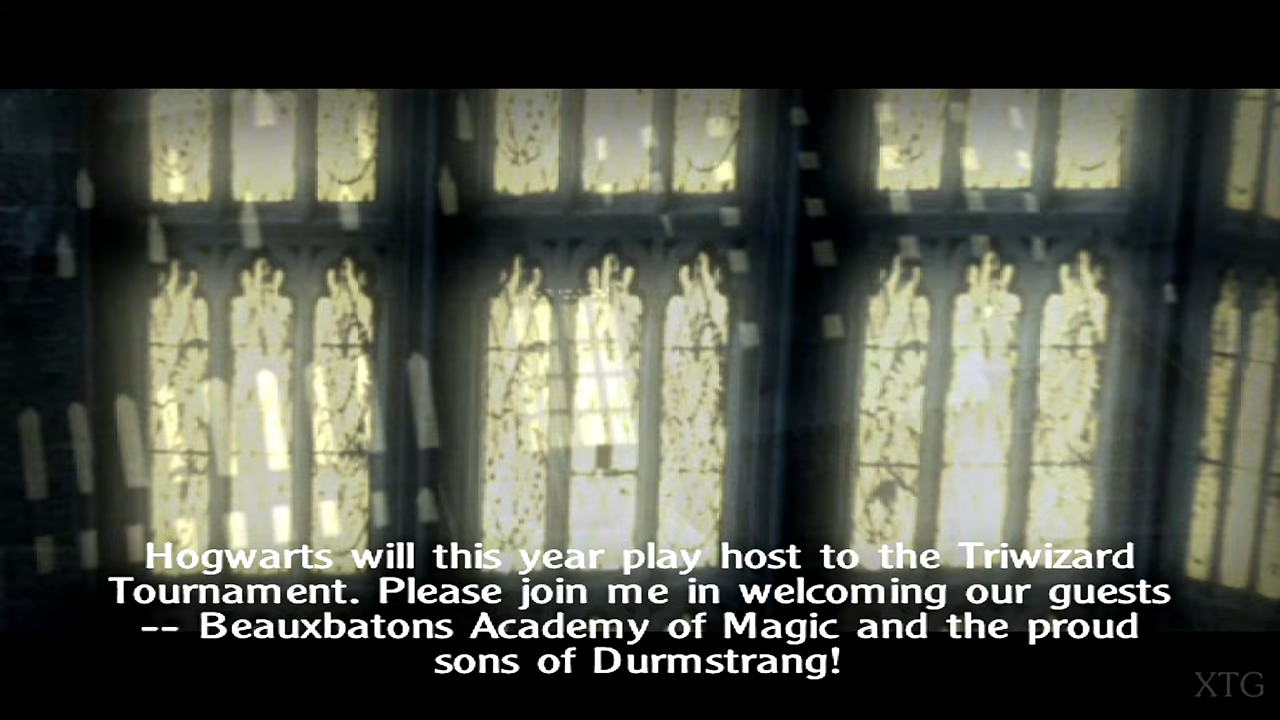 Hogwarts will this year play host to the Triwizard
Tournament. Please join me in welcoming our guests
-- Beauxbatons Academy of Magic and the proud
sons of Durmstrang!
XTG